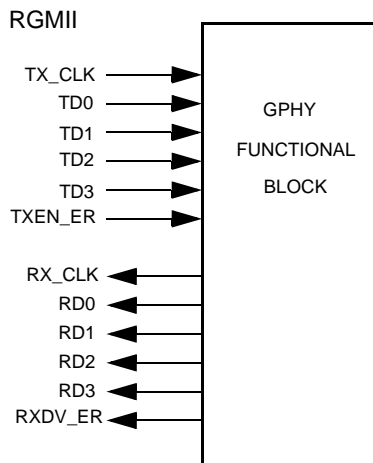 RGMII
TX_CLK
TD0
TD1
TD2
TD3
TXEN_ER
RX_CLK
RD0
RD1
RD2
RD3
RXDV_ER
GPHY
FUNCTIONAL
BLOCK